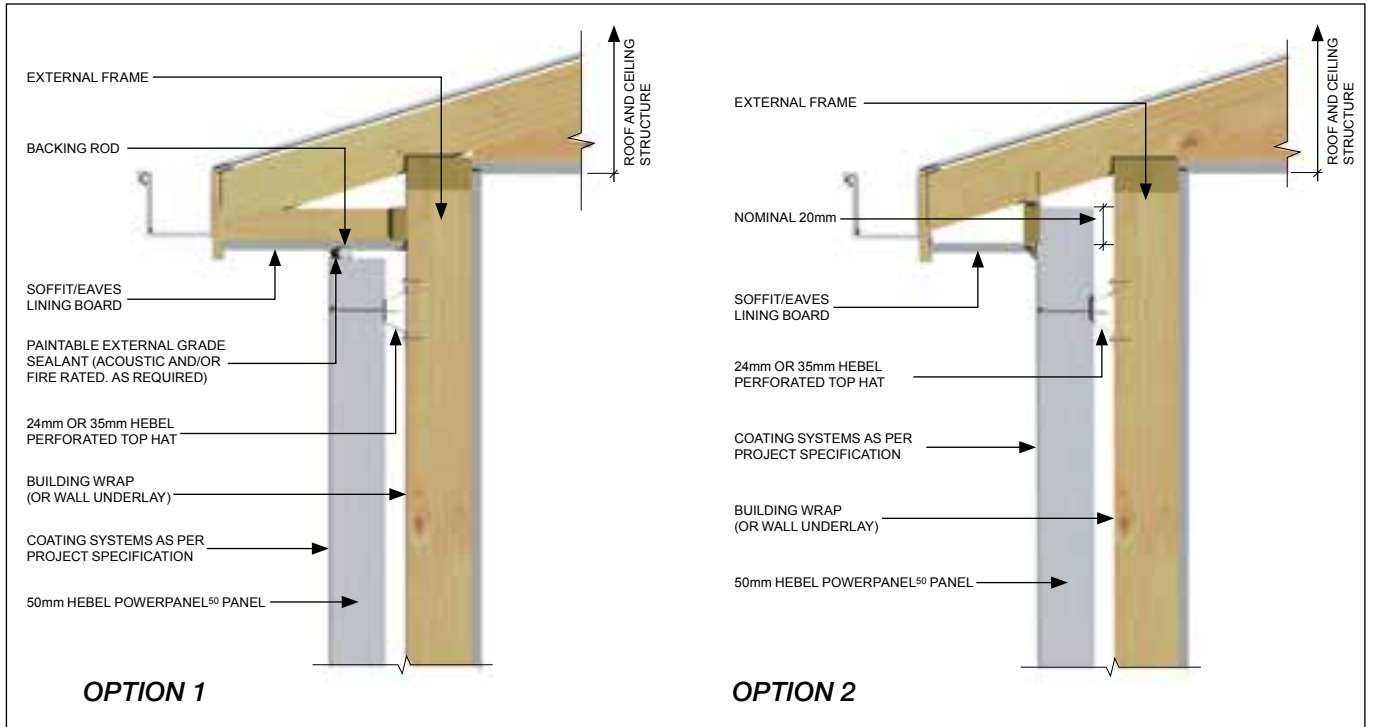 EXTERNAL FRAME
BACKING ROD
SOFFIT/EAVES
LINING BOARD
PAINTABLE EXTERNAL GRADE
SEALANT (ACOUSTIC AND/OR
FIRE RATED. AS REQUIRED)
24mm OR 35mm HEBEL
PERFORATED TOP HAT
BUILDING WRAP
(OR WALL UNDERLAY)
COATING SYSTEMS AS PER
PROJECT SPECIFICATION
50mm HEBEL POWERPANEL⁵⁰ PANEL
ROOF AND CEILING
STRUCTURE
OPTION 1
EXTERNAL FRAME
NOMINAL 20mm
SOFFIT/EAVES
LINING BOARD
24mm OR 35mm HEBEL
PERFORATED TOP HAT
COATING SYSTEMS AS PER
PROJECT SPECIFICATION
BUILDING WRAP
(OR WALL UNDERLAY)
50mm HEBEL POWERPANEL⁵⁰ PANEL
ROOF AND CEILING
STRUCTURE
OPTION 2